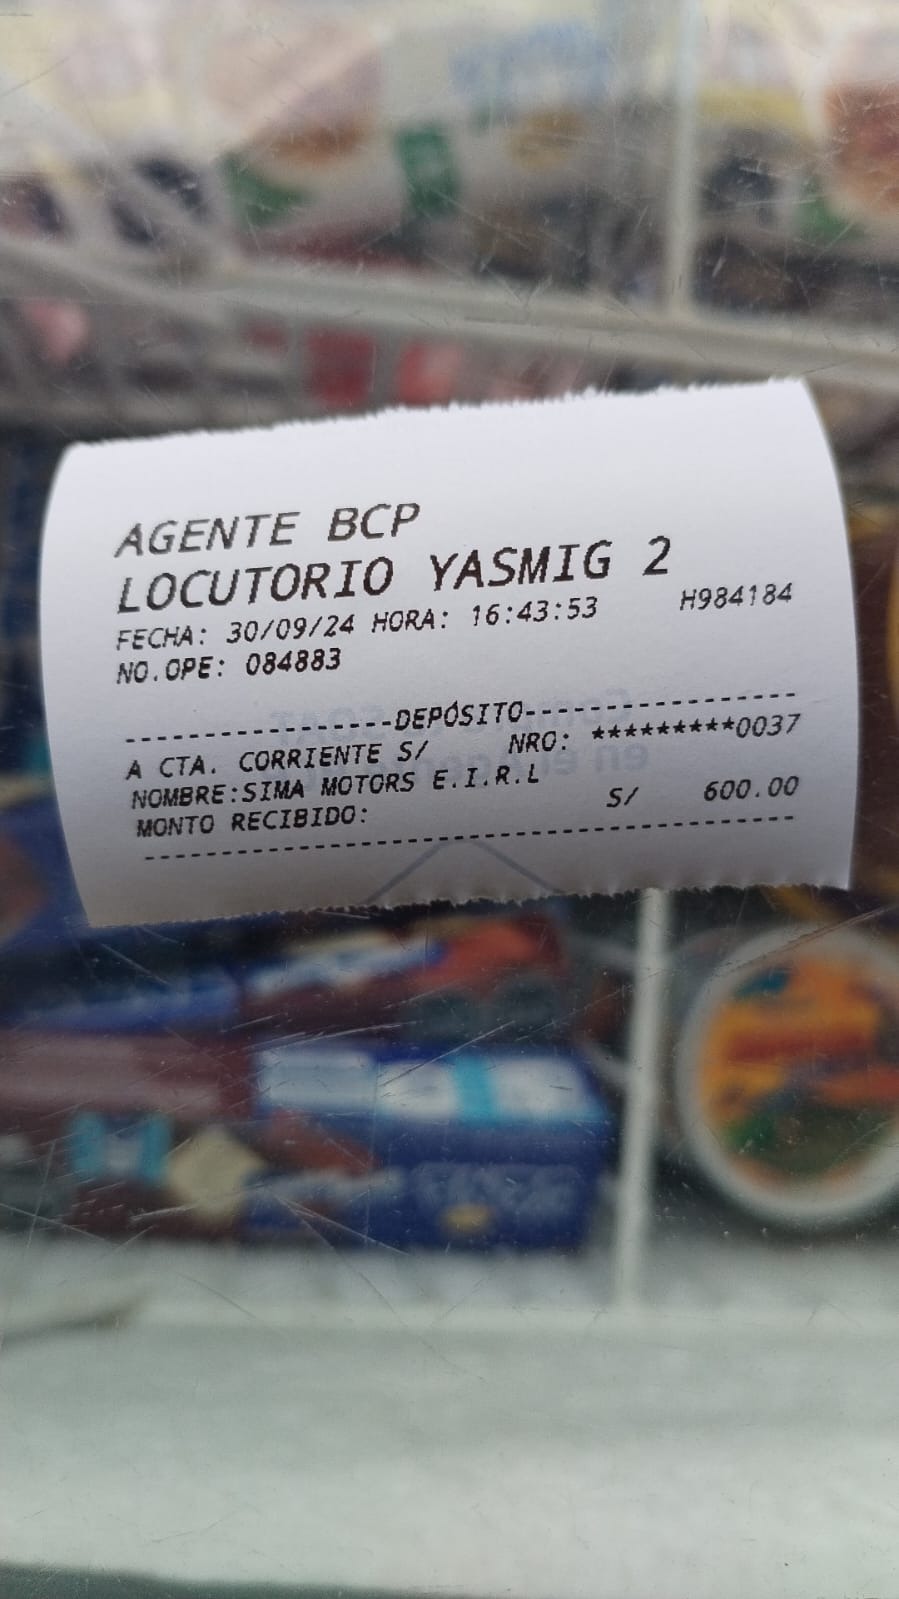 AGENTE BCP
LOCUTORIO YASMIG 2
FECHA: 30/09/24 HORA: 16:43:53 H984184
NO.OPE: 084883
-----------------DEPÓSITO-----------------
A CTA. CORRIENTE S/ NRO: *********0037
NOMBRE:SIMA MOTORS E.I.R.L
MONTO RECIBIDO: S/ 600.00
------------------------------------------